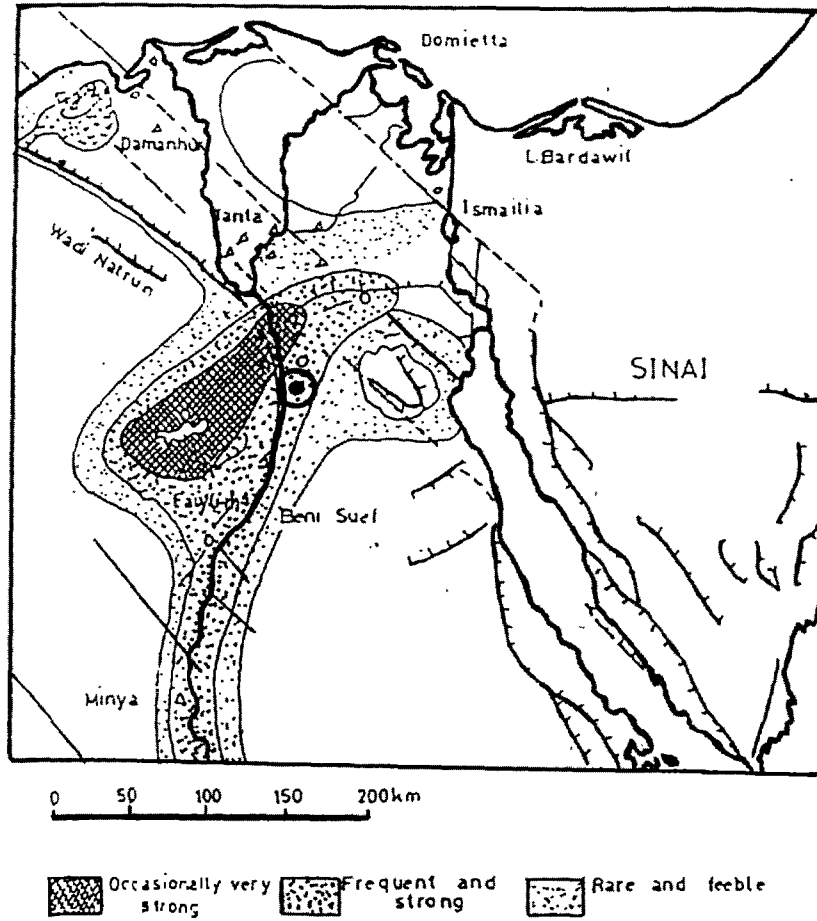 Domietta
Damanhur
L.Bardawil
Tanta
Ismailia
Wadi Natrun
SINAI
Faiyum
Beni Suef
Minya
0 50 100 150 200km
Occasionally very strong
Frequent and strong
Rare and feeble